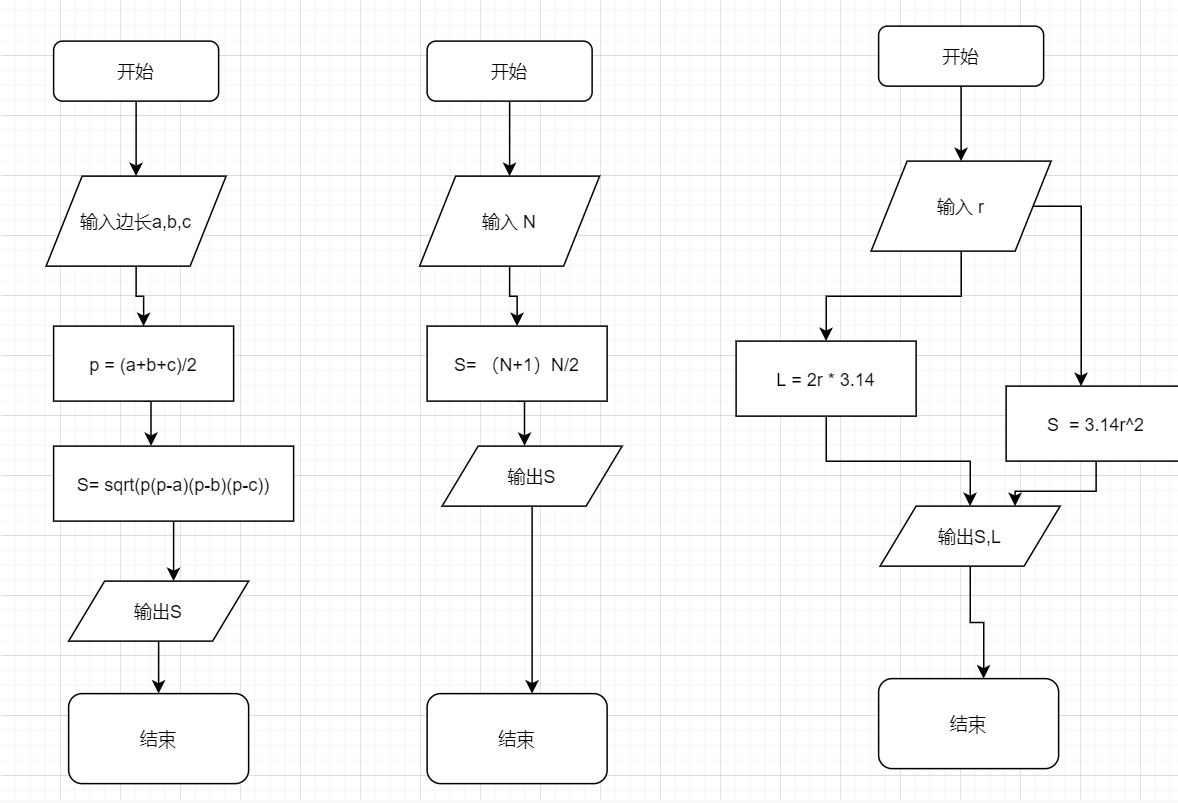 开始
输入边长a,b,c
p = (a+b+c)/2
S= sqrt(p(p-a)(p-b)(p-c))
输出S
结束
开始
输入 N
S= （N+1）N/2
输出S
结束
开始
输入 r
L = 2r * 3.14
S  = 3.14r^2
输出S,L
结束